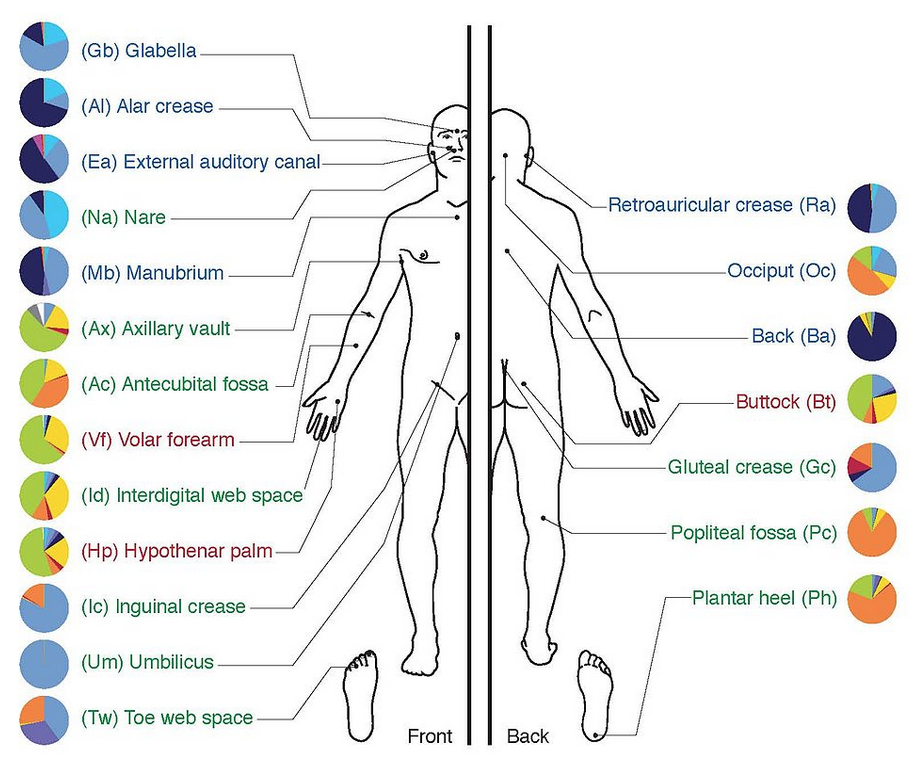 (Gb) Glabella
(Al) Alar crease
(Ea) External auditory canal
(Na) Nare
(Mb) Manubrium
(Ax) Axillary vault
(Ac) Antecubital fossa
(Vf) Volar forearm
(Id) Interdigital web space
(Hp) Hypothenar palm
(Ic) Inguinal crease
(Um) Umbilicus
(Tw) Toe web space
Front
Back
Retroauricular crease (Ra)
Occiput (Oc)
Back (Ba)
Buttock (Bt)
Gluteal crease (Gc)
Popliteal fossa (Pc)
Plantar heel (Ph)